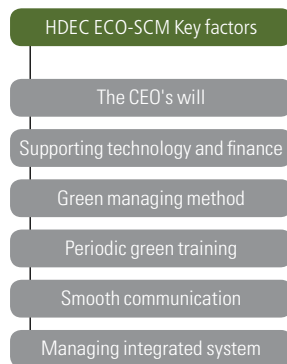 HDEC ECO-SCM Key factors
The CEO's will
Supporting technology and finance
Green managing method
Periodic green training
Smooth communication
Managing integrated system